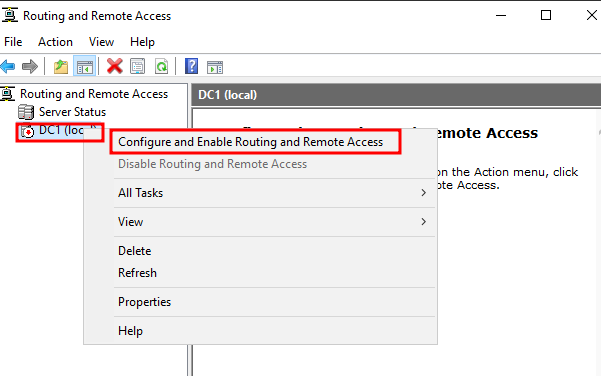 Routing and Remote Access
File Action View Help
Routing and Remote Access
Server Status
DC1 (local)
DC1 (local)
Configure and Enable Routing and Remote Access
Disable Routing and Remote Access
All Tasks
View
Delete
Refresh
Properties
Help
emote Access
on the Action menu, click
ote Access.